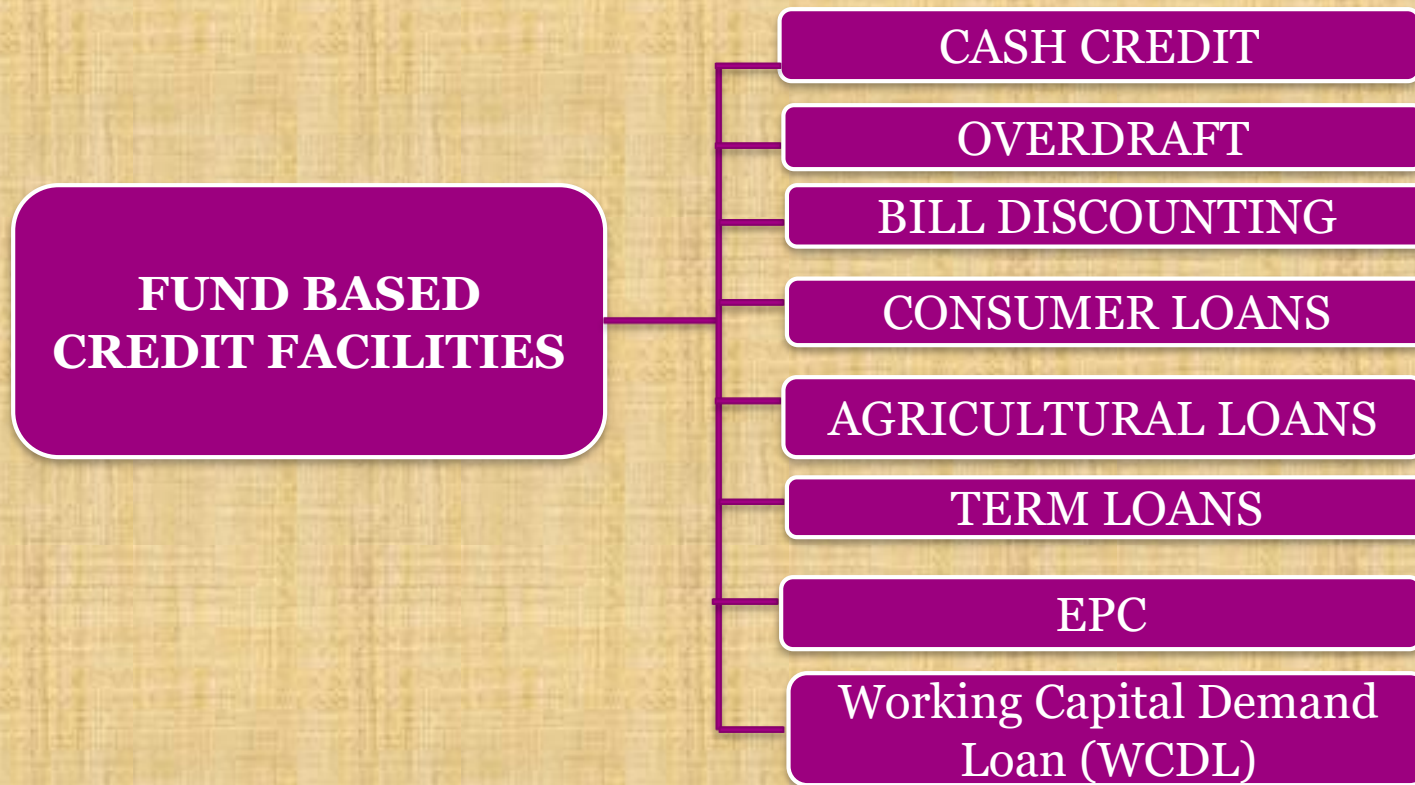 FUND BASED
CREDIT FACILITIES
CASH CREDIT
OVERDRAFT
BILL DISCOUNTING
CONSUMER LOANS
AGRICULTURAL LOANS
TERM LOANS
EPC
Working Capital Demand
Loan (WCDL)